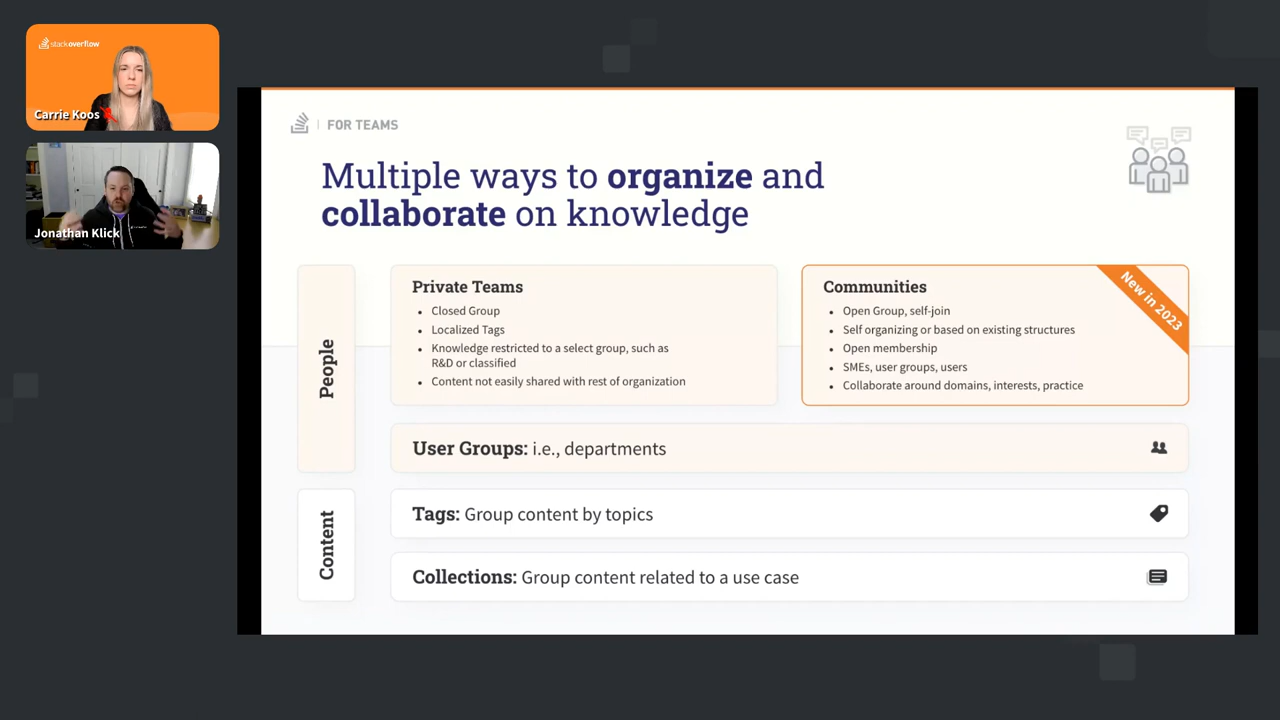 stackoverflow
Carrie Koos
Jonathan Klick
FOR TEAMS
Multiple ways to organize and
collaborate on knowledge
People
Private Teams
• Closed Group
• Localized Tags
• Knowledge restricted to a select group, such as
R&D or classified
• Content not easily shared with rest of organization
Communities
New in 2023
• Open Group, self-join
• Self organizing or based on existing structures
• Open membership
• SMEs, user groups, users
• Collaborate around domains, interests, practice
User Groups: i.e., departments
Content
Tags: Group content by topics
Collections: Group content related to a use case